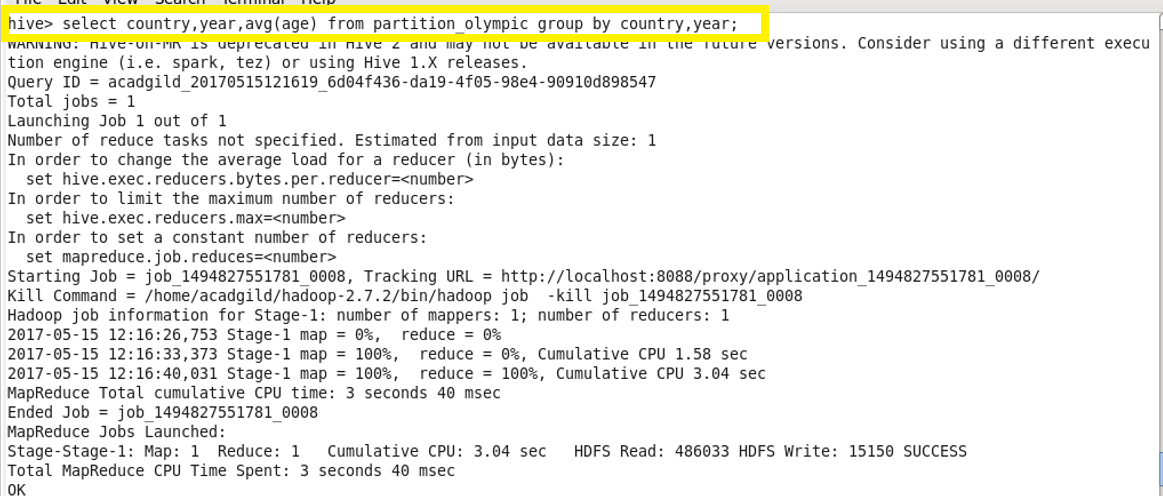 hive> select country,year,avg(age) from partition_olympic group by country,year;
WARNING: Hive-on-MR is deprecated in Hive 2 and may not be available in the future versions. Consider using a different execu
tion engine (i.e. spark, tez) or using Hive 1.X releases.
Query ID = acadgild_20170515121619_6d04f436-da19-4f05-98e4-90910d898547
Total jobs = 1
Launching Job 1 out of 1
Number of reduce tasks not specified. Estimated from input data size: 1
In order to change the average load for a reducer (in bytes):
  set hive.exec.reducers.bytes.per.reducer=<number>
In order to limit the maximum number of reducers:
  set hive.exec.reducers.max=<number>
In order to set a constant number of reducers:
  set mapreduce.job.reduces=<number>
Starting Job = job_1494827551781_0008, Tracking URL = http://localhost:8088/proxy/application_1494827551781_0008/
Kill Command = /home/acadgild/hadoop-2.7.2/bin/hadoop job  -kill job_1494827551781_0008
Hadoop job information for Stage-1: number of mappers: 1; number of reducers: 1
2017-05-15 12:16:26,753 Stage-1 map = 0%,  reduce = 0%
2017-05-15 12:16:33,373 Stage-1 map = 100%,  reduce = 0%, Cumulative CPU 1.58 sec
2017-05-15 12:16:40,031 Stage-1 map = 100%,  reduce = 100%, Cumulative CPU 3.04 sec
MapReduce Total cumulative CPU time: 3 seconds 40 msec
Ended Job = job_1494827551781_0008
MapReduce Jobs Launched:
Stage-Stage-1: Map: 1  Reduce: 1   Cumulative CPU: 3.04 sec   HDFS Read: 486033 HDFS Write: 15150 SUCCESS
Total MapReduce CPU Time Spent: 3 seconds 40 msec
OK